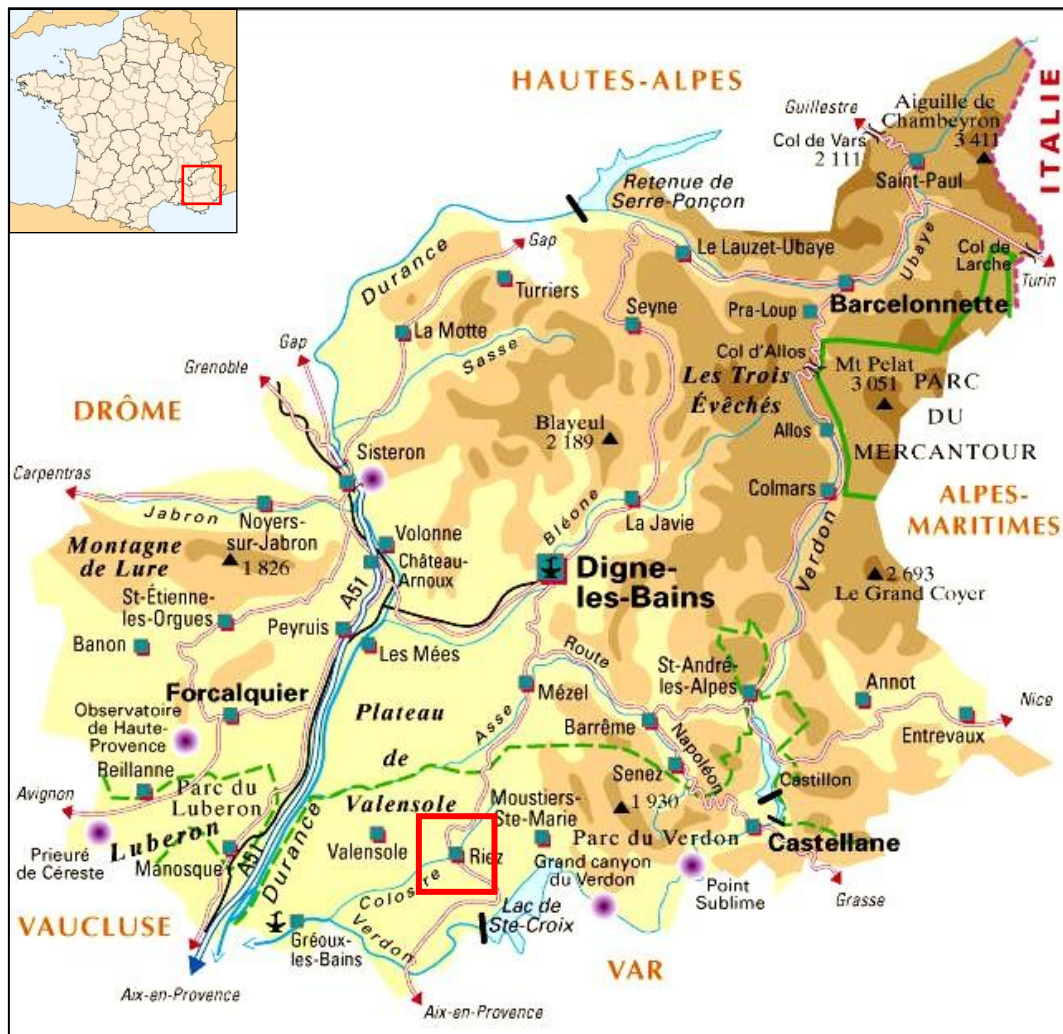 HAUTES-ALPES
ITALIE
Guillestre
Aiguille de
Chambeyron
3 411
Col de Vars
2 111
Saint-Paul
Retenue de
Serre-Ponçon
Gap
Le Lauzet-Ubaye
Ubaye
Col de
Larche
Turin
Durance
Turriers
Barcelonnette
Seyne
Pra-Loup
La Motte
Gap
Sasse
Grenoble
Col d'Allos
Mt Pelat
3 051
PARC
DU
MERCANTOUR
Les Trois
Évêchés
DRÔME
Blayeul
2 189
Allos
Sisteron
Carpentras
Colmars
ALPES-
MARITIMES
Jabron
Noyers-
sur-Jabron
La Javie
Bléone
Volonne
Château-
Arnoux
Montagne
de Lure
1 826
Digne-
les-Bains
Verdon
2 693
Le Grand Coyer
A51
St-Étienne-
les-Orgues
Peyruis
Banon
Les Mées
Route
St-André-
les-Alpes
Annot
Forcalquier
Mézel
Nice
Observatoire
de Haute-
Provence
Plateau
Asse
Barrême
Napoléon
Entrevaux
de
Senez
Castillon
Reillanne
Parc du
Luberon
Avignon
Valensole
Moustiers-
Ste-Marie
1 930
Parc du Verdon
Castellane
Luberon
Prieuré
de Céreste
Manosque
A51
Durance
Valensole
Riez
Grand canyon
du Verdon
Point
Sublime
Grasse
Colostre
VAUCLUSE
Verdon
Lac de
Ste-Croix
Gréoux-
les-Bains
VAR
Aix-en-Provence
Aix-en-Provence